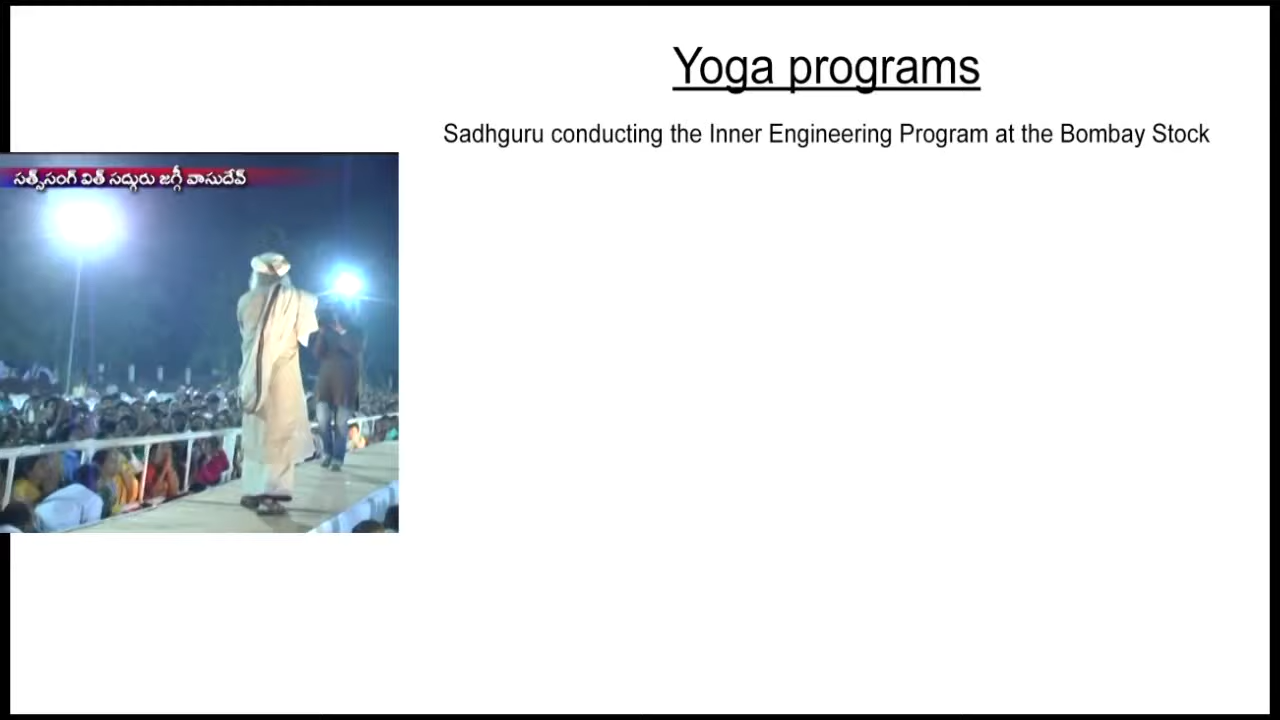 Yoga programs
Sadhguru conducting the Inner Engineering Program at the Bombay Stock
సత్సంగ్ విత్ సద్గురు జగ్గీ వాసుదేవ్